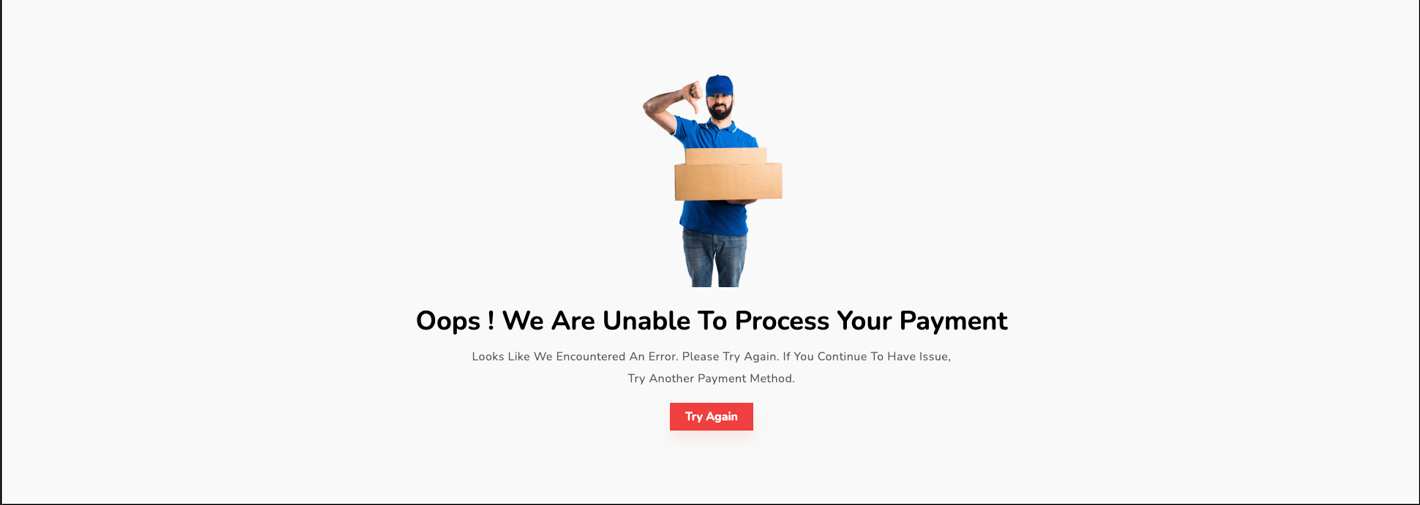 Oops ! We Are Unable To Process Your Payment
Looks Like We Encountered An Error. Please Try Again. If You Continue To Have Issue,
Try Another Payment Method.
Try Again